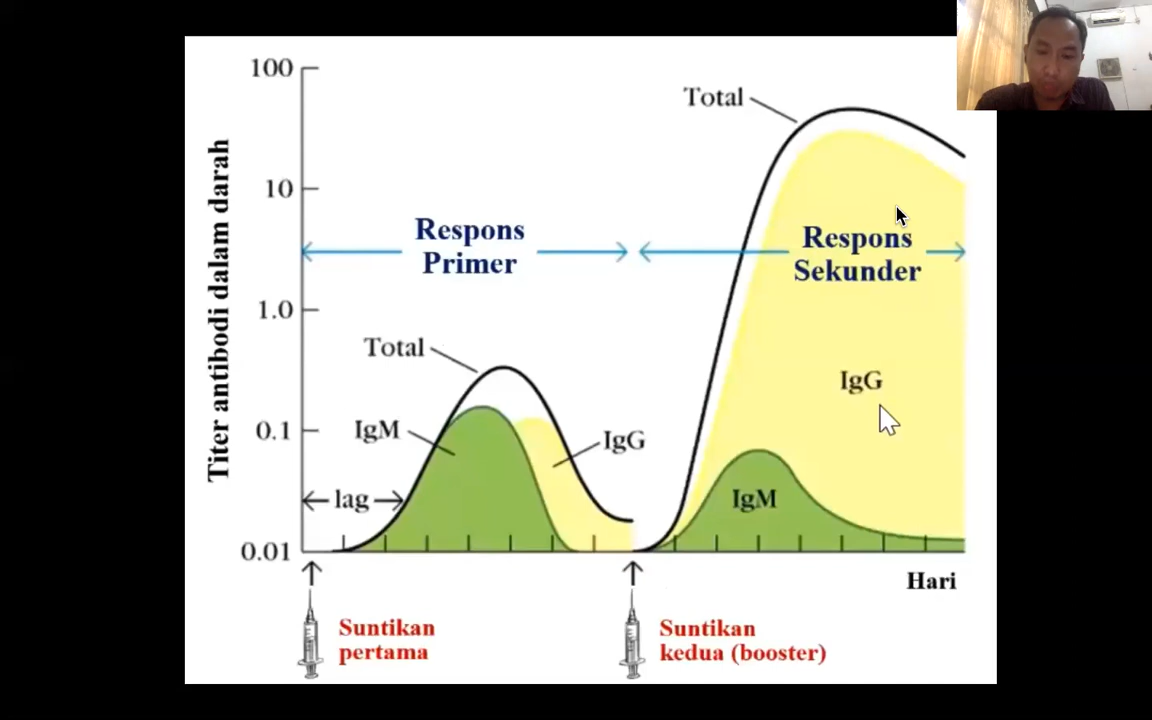 Titer antibodi dalam darah
100
10
1.0
0.1
0.01
Respons
Primer
Respons
Sekunder
Total
Total
IgM
IgG
lag
IgG
IgM
Hari
Suntikan
pertama
Suntikan
kedua (booster)